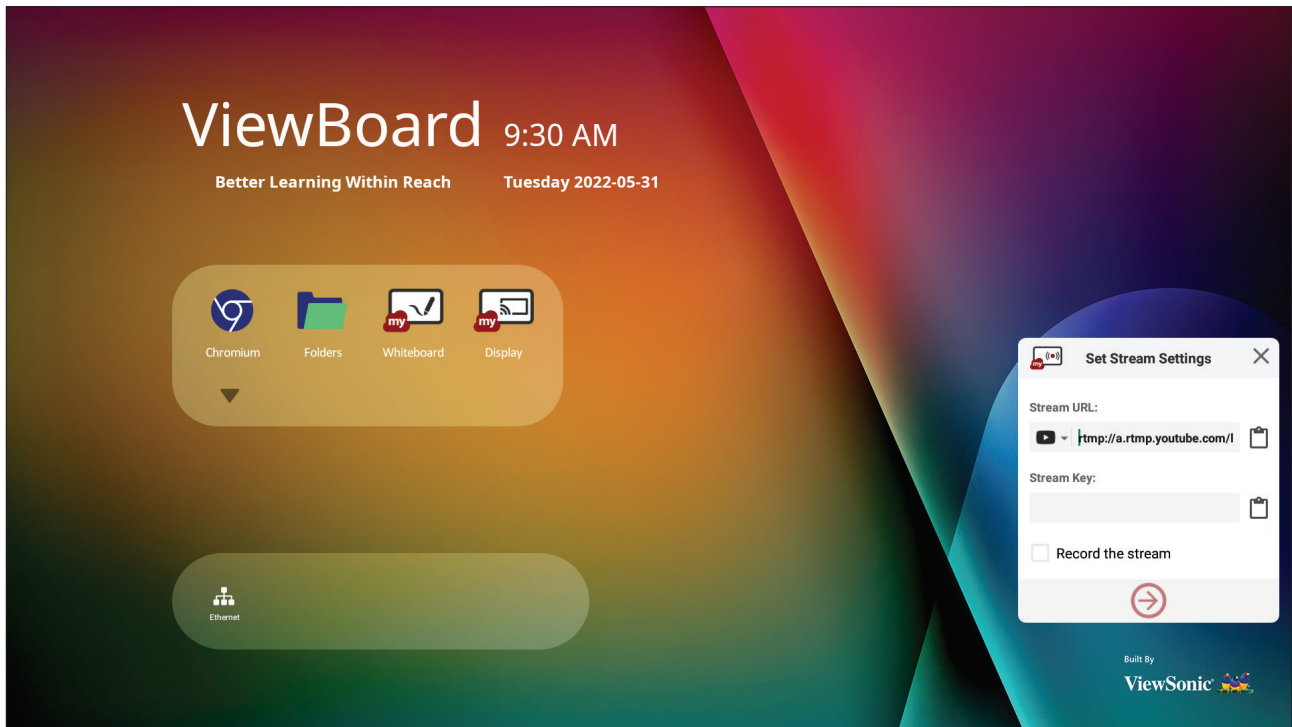 ViewBoard 9:30 AM
Better Learning Within Reach Tuesday 2022-05-31
Chromium Folders my Whiteboard my Display
Ethernet
my Set Stream Settings
Stream URL:
rtmp://a.rtmp.youtube.com/l
Stream Key:
Record the stream
Built By
ViewSonic